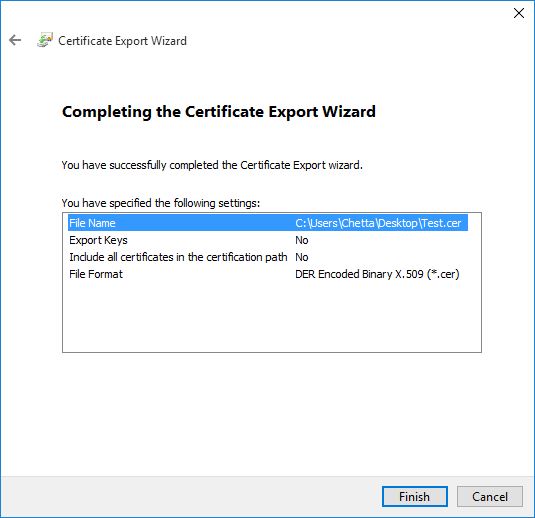 Certificate Export Wizard
Completing the Certificate Export Wizard
You have successfully completed the Certificate Export wizard.
You have specified the following settings:
File Name C:\Users\Chetta\Desktop\Test.cer
Export Keys No
Include all certificates in the certification path No
File Format DER Encoded Binary X.509 (*.cer)
Finish Cancel